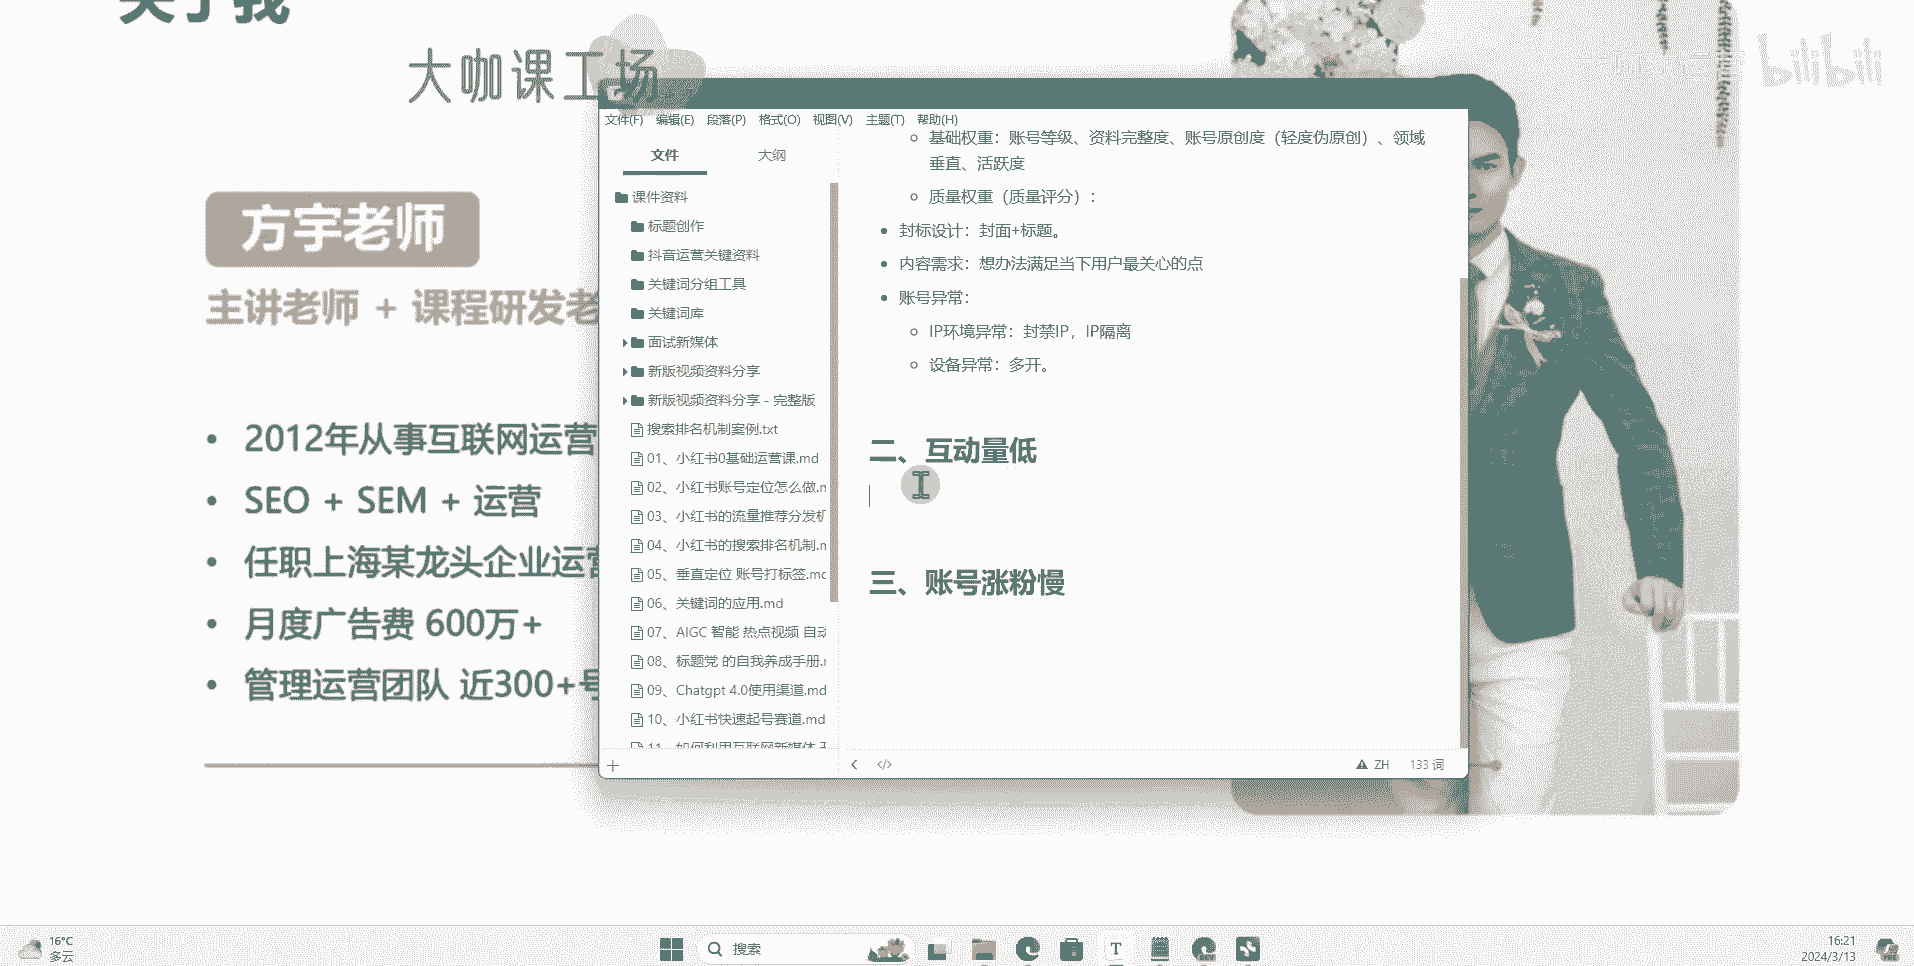 关于我
大咖课工场
bilibili
方宇老师
主讲老师 + 课程研发老
2012年从事互联网运营
SEO + SEM + 运营
任职上海某龙头企业运营
月度广告费 600万+
管理运营团队 近300+号
文件(F) 编辑(E) 段落(P) 格式(O) 视图(V) 主题(T) 帮助(H)
文件 大纲
课件资料
标题创作
抖音运营关键资料
关键词分组工具
关键词库
面试新媒体
新版视频资料分享
新版视频资料分享 - 完整版
搜索排名机制案例.txt
01、小红书0基础运营课.md
02、小红书账号定位怎么做.m
03、小红书的流量推荐分发机
04、小红书的搜索排名机制.m
05、垂直定位 账号打标签.md
06、关键词的应用.md
07、AIGC 智能 热点视频 自动
08、标题党 的自我养成手册.m
09、Chatgpt 4.0使用渠道.md
10、小红书快速起号赛道.md
11、如何利用互联网新媒体
基础权重：账号等级、资料完整度、账号原创度（轻度伪原创）、领域
垂直、活跃度
质量权重（质量评分）：
封标设计：封面+标题。
内容需求：想办法满足当下用户最关心的点
账号异常：
IP环境异常：封禁IP，IP隔离
设备异常：多开。
二、互动量低
三、账号涨粉慢
ZH 133 词
16°C
多云
搜索
16:21
2024/3/13